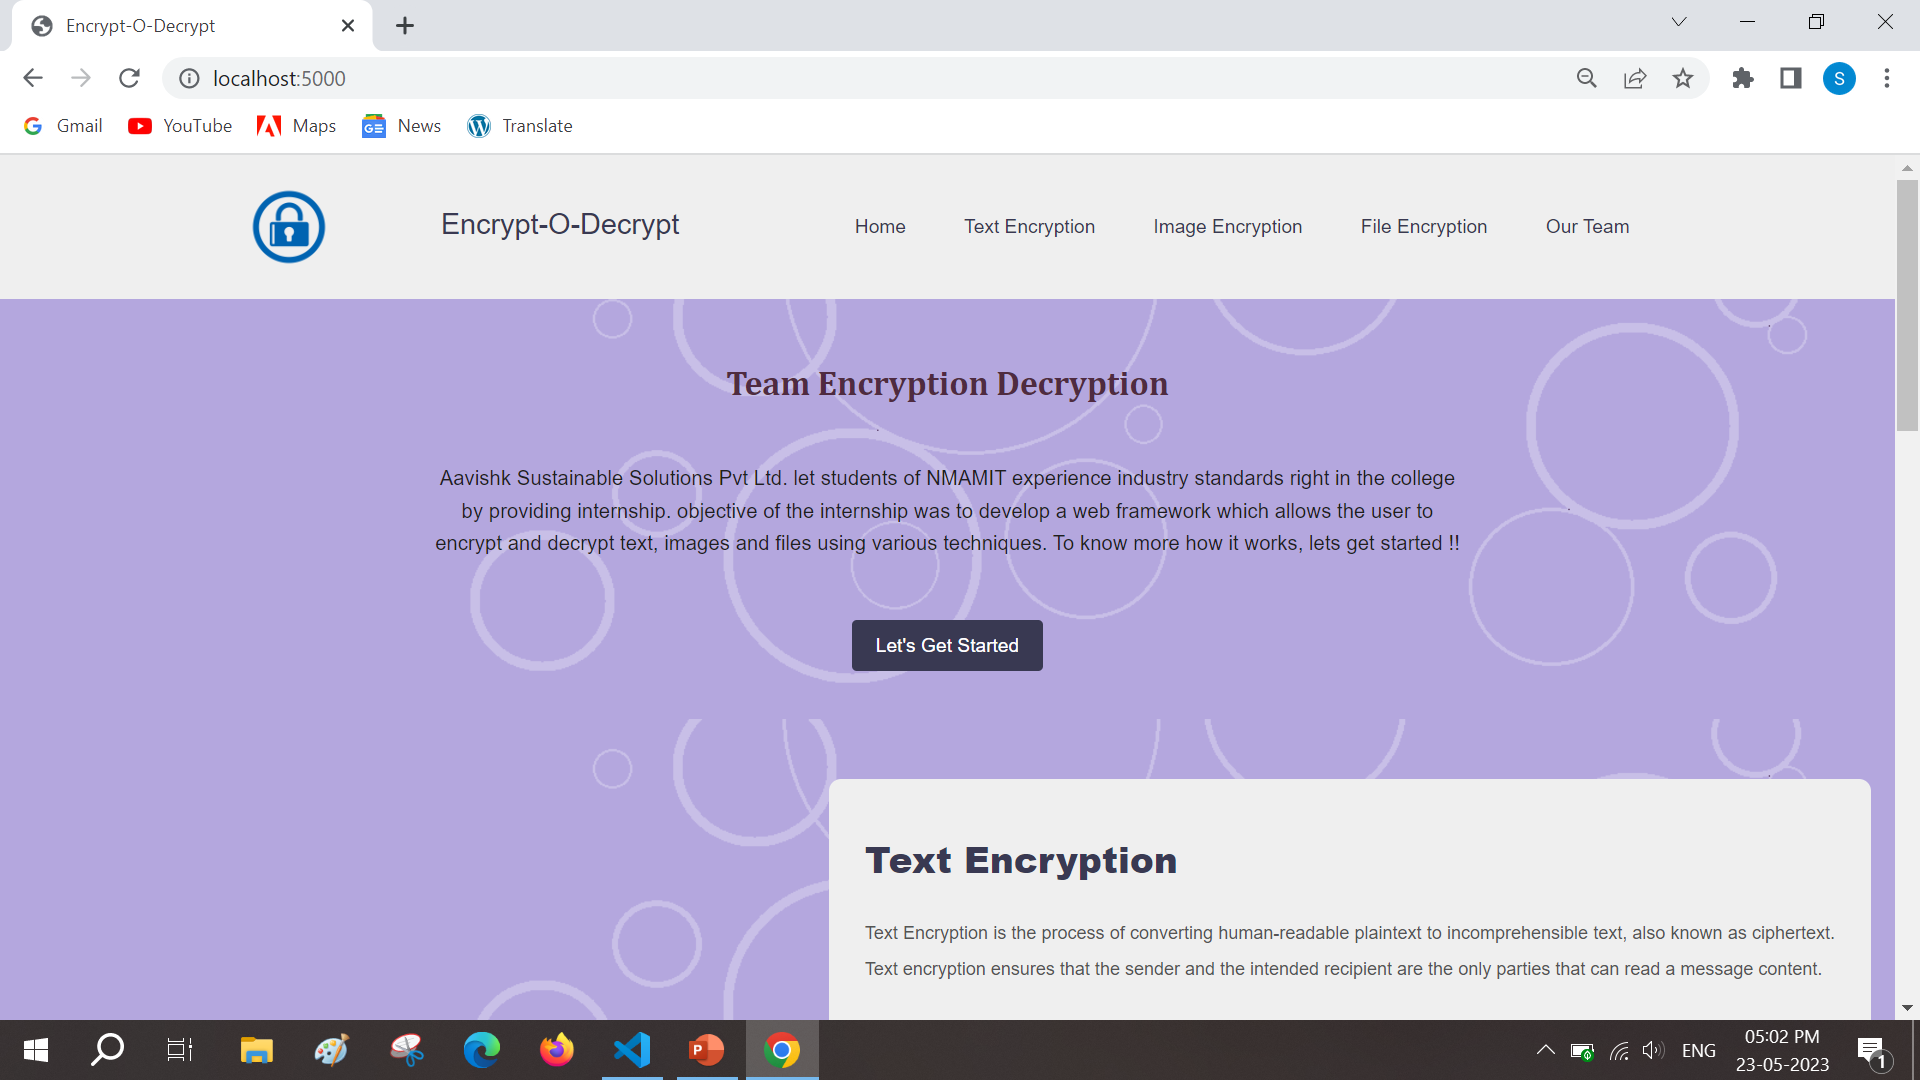 Encrypt-O-Decrypt
localhost:5000
S
Gmail
YouTube
Maps
News
Translate
Encrypt-O-Decrypt
Home
Text Encryption
Image Encryption
File Encryption
Our Team
Team Encryption Decryption
Aavishk Sustainable Solutions Pvt Ltd. let students of NMAMIT experience industry standards right in the college
by providing internship. objective of the internship was to develop a web framework which allows the user to
encrypt and decrypt text, images and files using various techniques. To know more how it works, lets get started !!
Let's Get Started
Text Encryption
Text Encryption is the process of converting human-readable plaintext to incomprehensible text, also known as ciphertext.
Text encryption ensures that the sender and the intended recipient are the only parties that can read a message content.
ENG
05:02 PM
23-05-2023
1